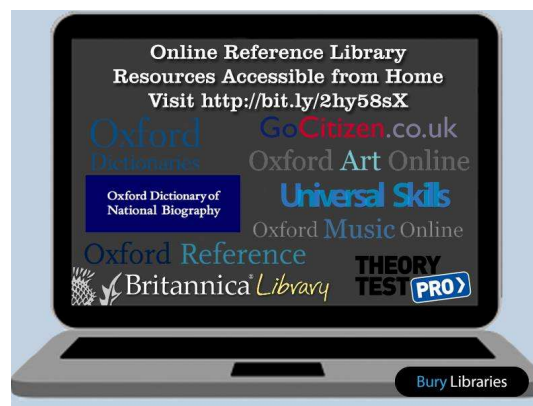 Online Reference Library
Resources Accessible from Home
Visit http://bit.ly/2hy58sX
Oxford
Dictionaries
GoCitizen.co.uk
Oxford Art Online
Oxford Dictionary of
National Biography
Universal Skills
Oxford Music Online
Oxford Reference
Britannica® Library
THEORY
TEST PRO
Bury Libraries